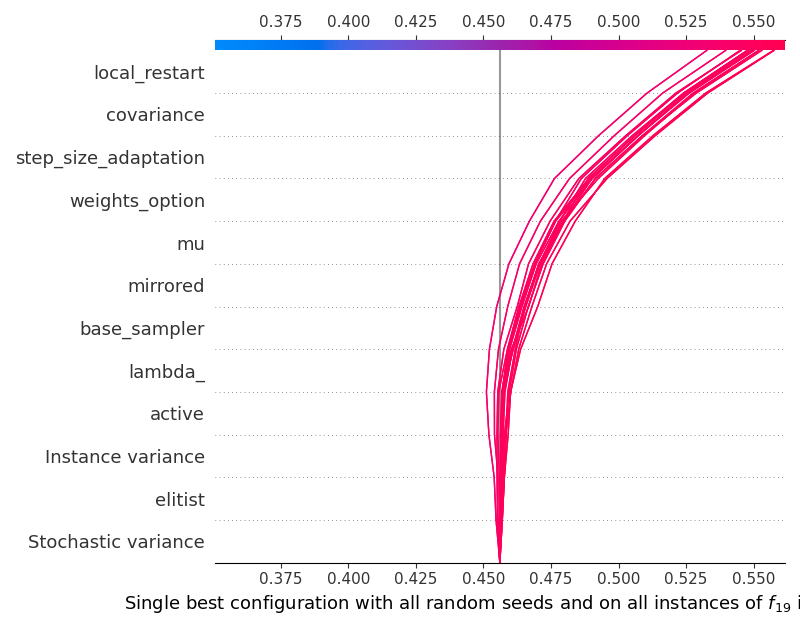 0.375 0.400 0.425 0.450 0.475 0.500 0.525 0.550
local_restart
covariance
step_size_adaptation
weights_option
mu
mirrored
base_sampler
lambda_
active
Instance variance
elitist
Stochastic variance
0.375 0.400 0.425 0.450 0.475 0.500 0.525 0.550
Single best configuration with all random seeds and on all instances of f19 i